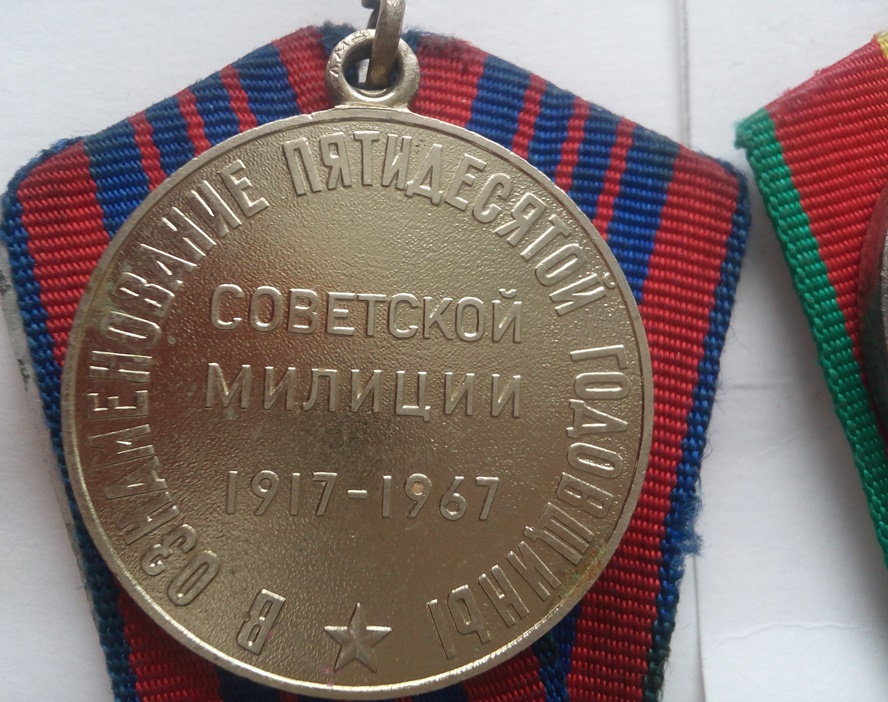 В ОЗНАМЕНОВАНИЕ ПЯТИДЕСЯТОЙ ГОДОВЩИНЫ
СОВЕТСКОЙ
МИЛИЦИИ
1917-1967